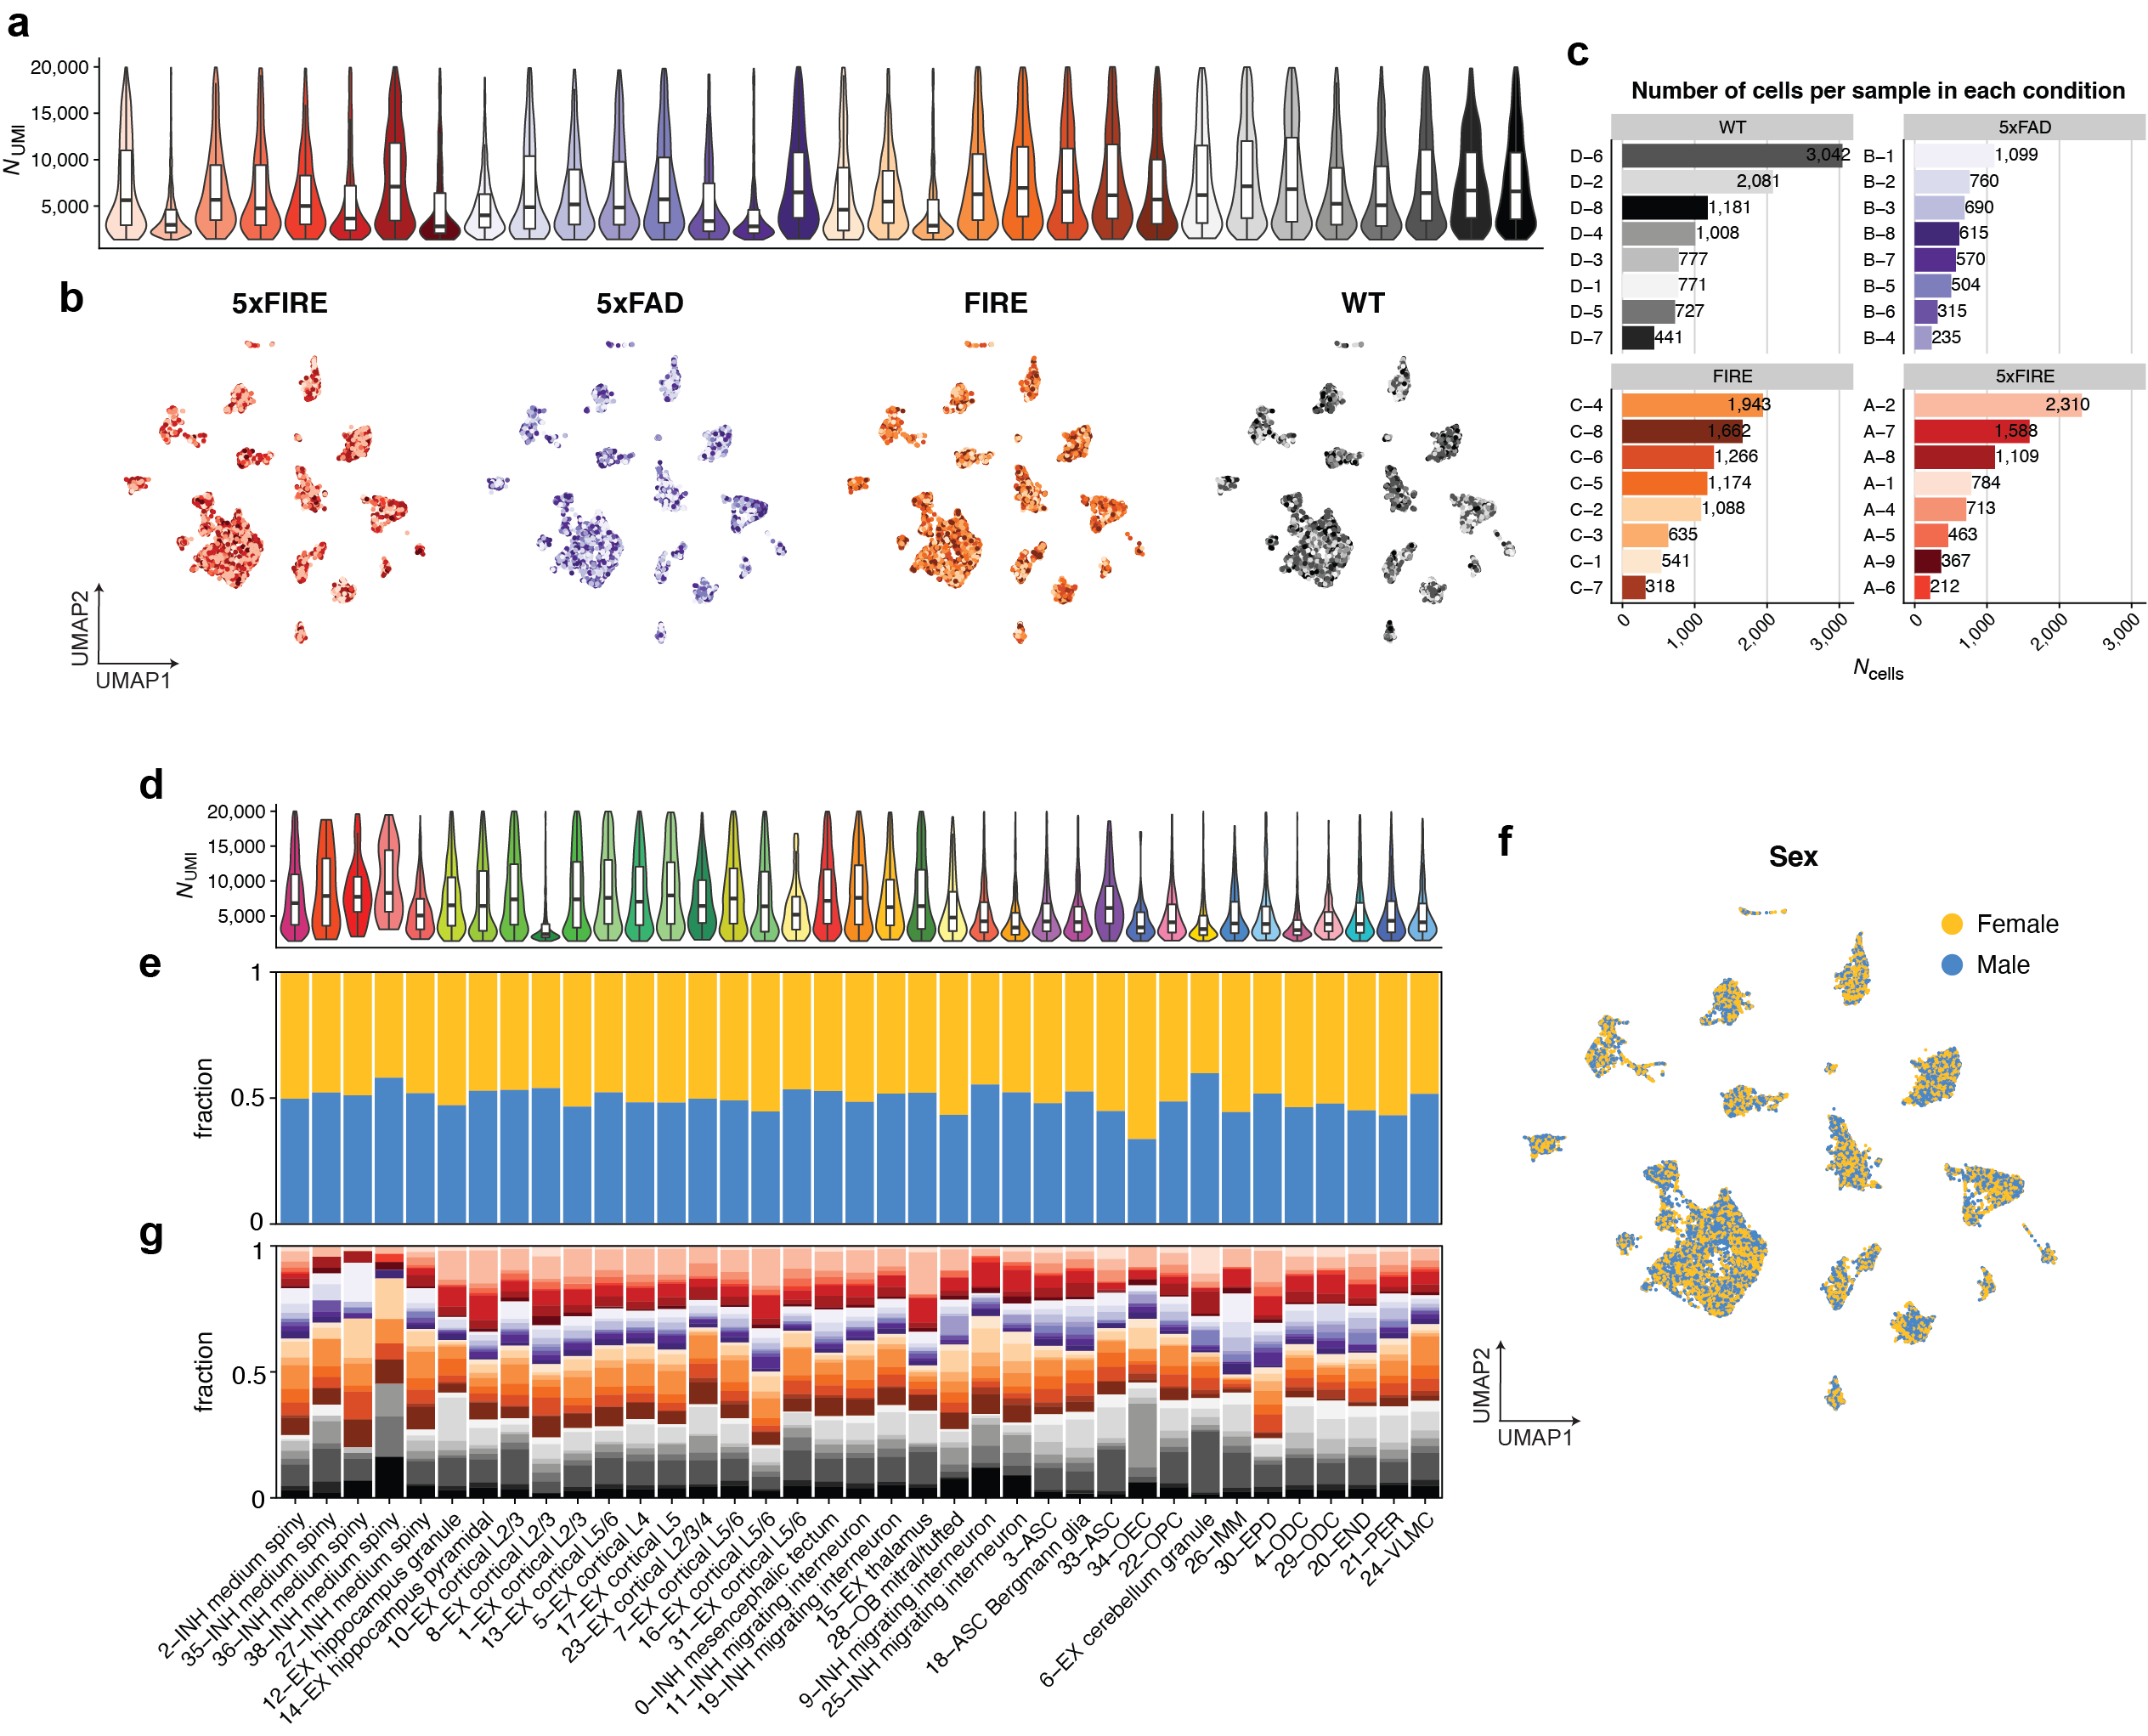 a
20,000
15,000
10,000
5,000
NUMI
b
5xFIRE
5xFAD
FIRE
WT
UMAP2
UMAP1
c
Number of cells per sample in each condition
WT
D−6 3,042
D−2 2,081
D−8 1,181
D−4 1,008
D−3 777
D−1 771
D−5 727
D−7 441
5xFAD
B−1 1,099
B−2 760
B−3 690
B−8 615
B−7 570
B−5 504
B−6 315
B−4 235
FIRE
C−4 1,943
C−8 1,662
C−6 1,266
C−5 1,174
C−2 1,088
C−3 635
C−1 541
C−7 318
5xFIRE
A−2 2,310
A−7 1,588
A−8 1,109
A−1 784
A−4 713
A−5 463
A−9 367
A−6 212
0 1,000 2,000 3,000
0 1,000 2,000 3,000
Ncells
d
20,000
15,000
10,000
5,000
NUMI
e
1
0.5
0
fraction
f
Sex
Female
Male
UMAP2
UMAP1
g
1
0.5
0
fraction
2−INH medium spiny
35−INH medium spiny
36−INH medium spiny
38−INH medium spiny
27−INH medium spiny
12−EX hippocampus granule
14−EX hippocampus pyramidal
10−EX cortical L2/3
8−EX cortical L2/3
1−EX cortical L2/3
13−EX cortical L5/6
5−EX cortical L4
17−EX cortical L5
23−EX cortical L2/3/4
7−EX cortical L5/6
16−EX cortical L5/6
31−EX cortical L5/6
0−INH mesencephalic tectum
11−INH migrating interneuron
19−INH migrating interneuron
15−EX thalamus
28−OB mitral/tufted
9−INH migrating interneuron
25−INH migrating interneuron
3−ASC
18−ASC Bergmann glia
33−ASC
34−OEC
22−OPC
6−EX cerebellum granule
26−IMM
30−EPD
4−ODC
29−ODC
20−END
21−PER
24−VLMC